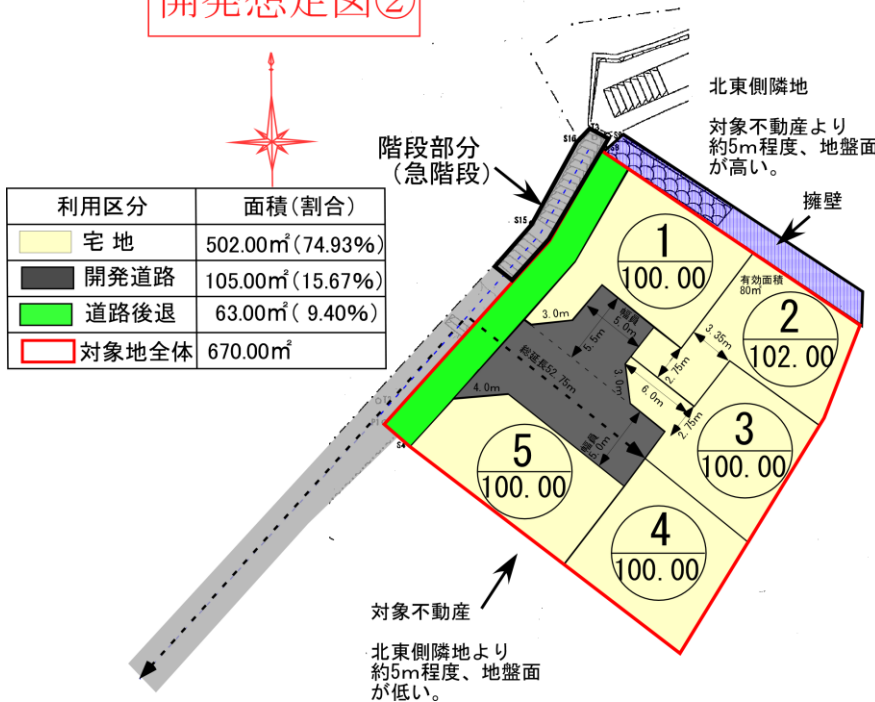 開発想定図②
北東側隣地
対象不動産より
約5m程度、地盤面
が高い。
擁壁
階段部分
(急階段)
利用区分 面積(割合)
宅 地 502.00㎡(74.93%)
開発道路 105.00㎡(15.67%)
道路後退 63.00㎡( 9.40%)
対象地全体 670.00㎡
S16
S15
1
100.00
有効面積
80㎡
2
102.00
3.0m
幅員
5.0m
5.5m
3.35m
2.75m
総延長52.75m
3.0m
6.0m
2.75m
4.0m
幅員
5.0m
3
100.00
S4
5
100.00
4
100.00
対象不動産
北東側隣地より
約5m程度、地盤面
が低い。